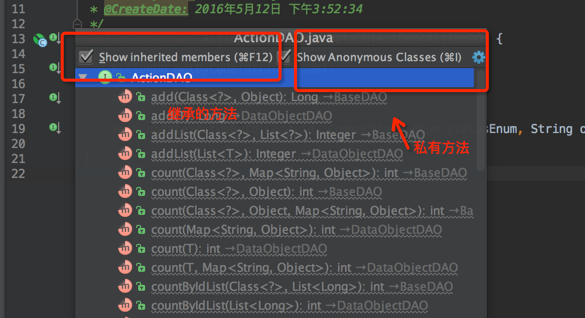 11
* @CreateDate: 2016年5月12日 下午3:52:34
12
*/
13
ActionDAO.java
{
14
Show inherited members (⌘F12)
Show Anonymous Classes (⌘I)
15
ActionDAO
16
add(Class<?>, Object): Long →BaseDAO
17
Long →DataObjectDAO
继承的方法
18
addList(Class<?>, List<?>): Integer →BaseDAO
19
sEnum, String o
私有方法
20
addList(List<T>): Integer →DataObjectDAO
21
count(Class<?>, Map<String, Object>): int →BaseDAO
22
count(Class<?>, Object): int →BaseDAO
count(Class<?>, Object, Map<String, Object>): int →Ba
count(Map<String, Object>): int →DataObjectDAO
count(T): int →DataObjectDAO
count(T, Map<String, Object>): int →DataObjectDAO
countByIdList(Class<?>, List<Long>): int →BaseDAO
countByIdList(List<Long>): int →DataObjectDAO